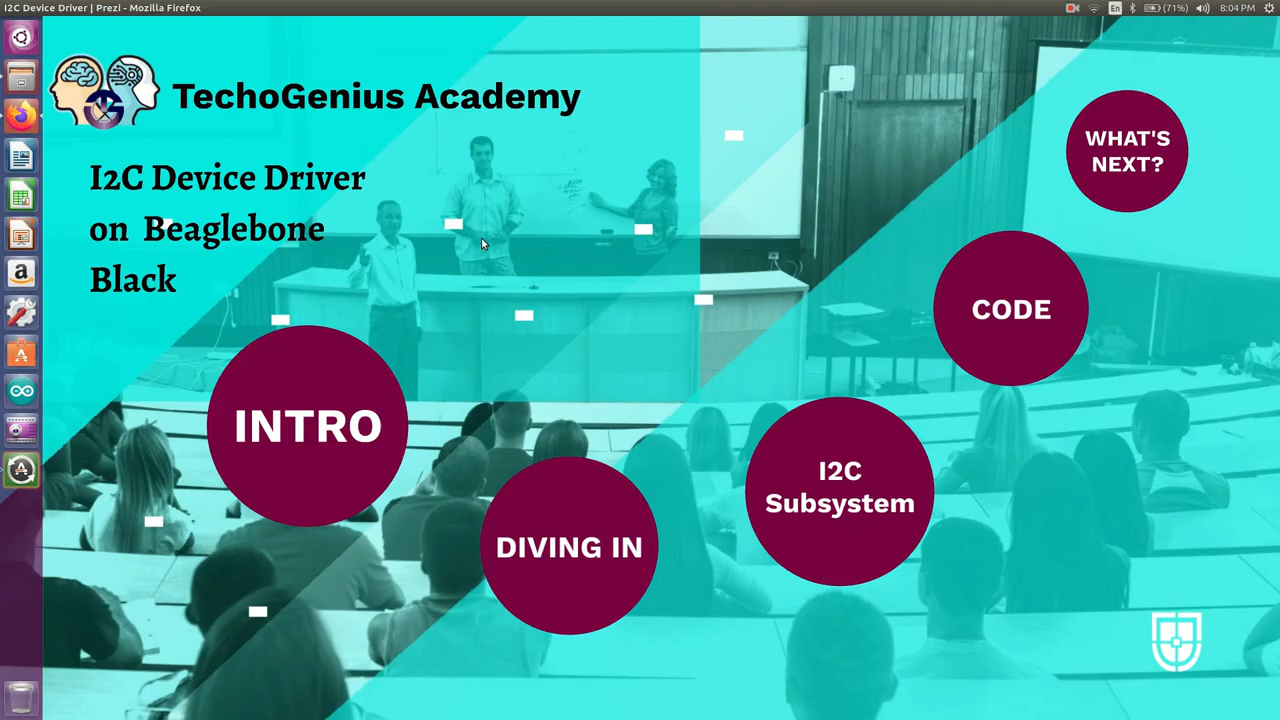 I2C Device Driver | Prezi - Mozilla Firefox
En
(71%)
8:04 PM
TechoGenius Academy
I2C Device Driver
on Beaglebone
Black
WHAT'S
NEXT?
CODE
INTRO
I2C
Subsystem
DIVING IN